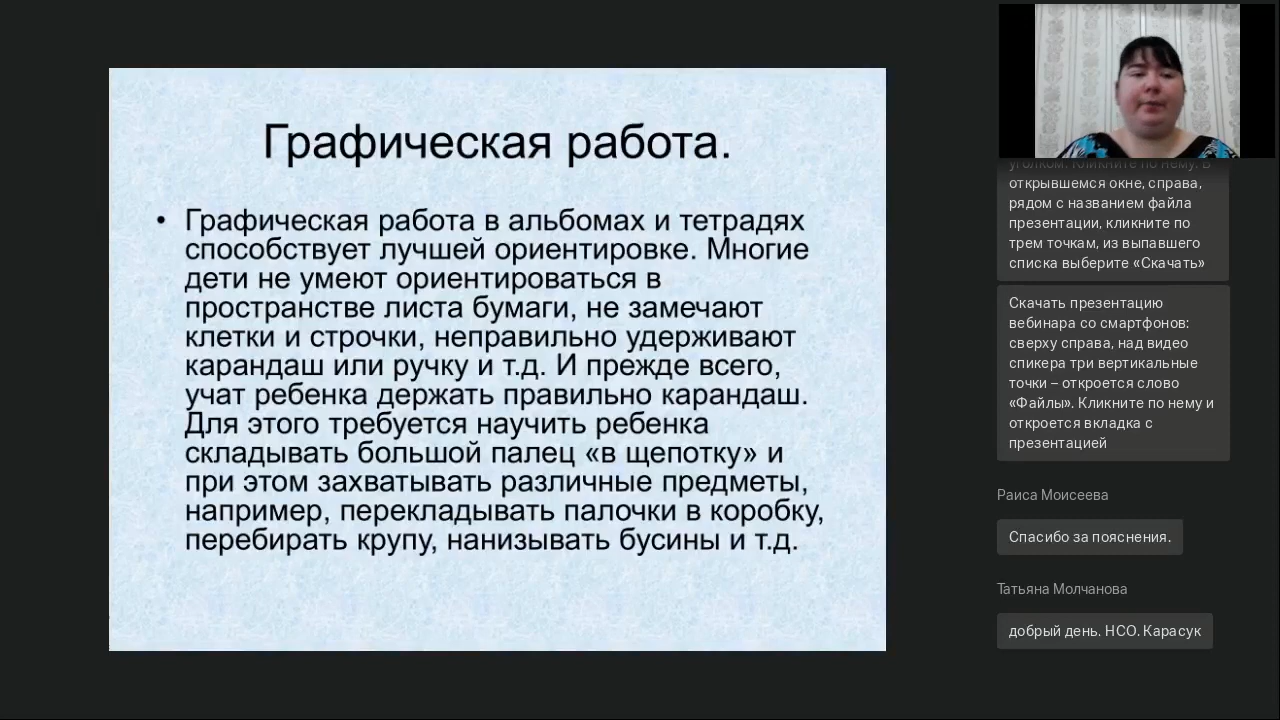 Графическая работа.
• Графическая работа в альбомах и тетрадях
способствует лучшей ориентировке. Многие
дети не умеют ориентироваться в
пространстве листа бумаги, не замечают
клетки и строчки, неправильно удерживают
карандаш или ручку и т.д. И прежде всего,
учат ребенка держать правильно карандаш.
Для этого требуется научить ребенка
складывать большой палец «в щепотку» и
при этом захватывать различные предметы,
например, перекладывать палочки в коробку,
перебирать крупу, нанизывать бусины и т.д.
уголком. Кликните по нему. В
открывшемся окне, справа,
рядом с названием файла
презентации, кликните по
трем точкам, из выпавшего
списка выберите «Скачать»
Скачать презентацию
вебинара со смартфонов:
сверху справа, над видео
спикера три вертикальные
точки – откроется слово
«Файлы». Кликните по нему и
откроется вкладка с
презентацией
Раиса Моисеева
Спасибо за пояснения.
Татьяна Молчанова
добрый день. НСО. Карасук